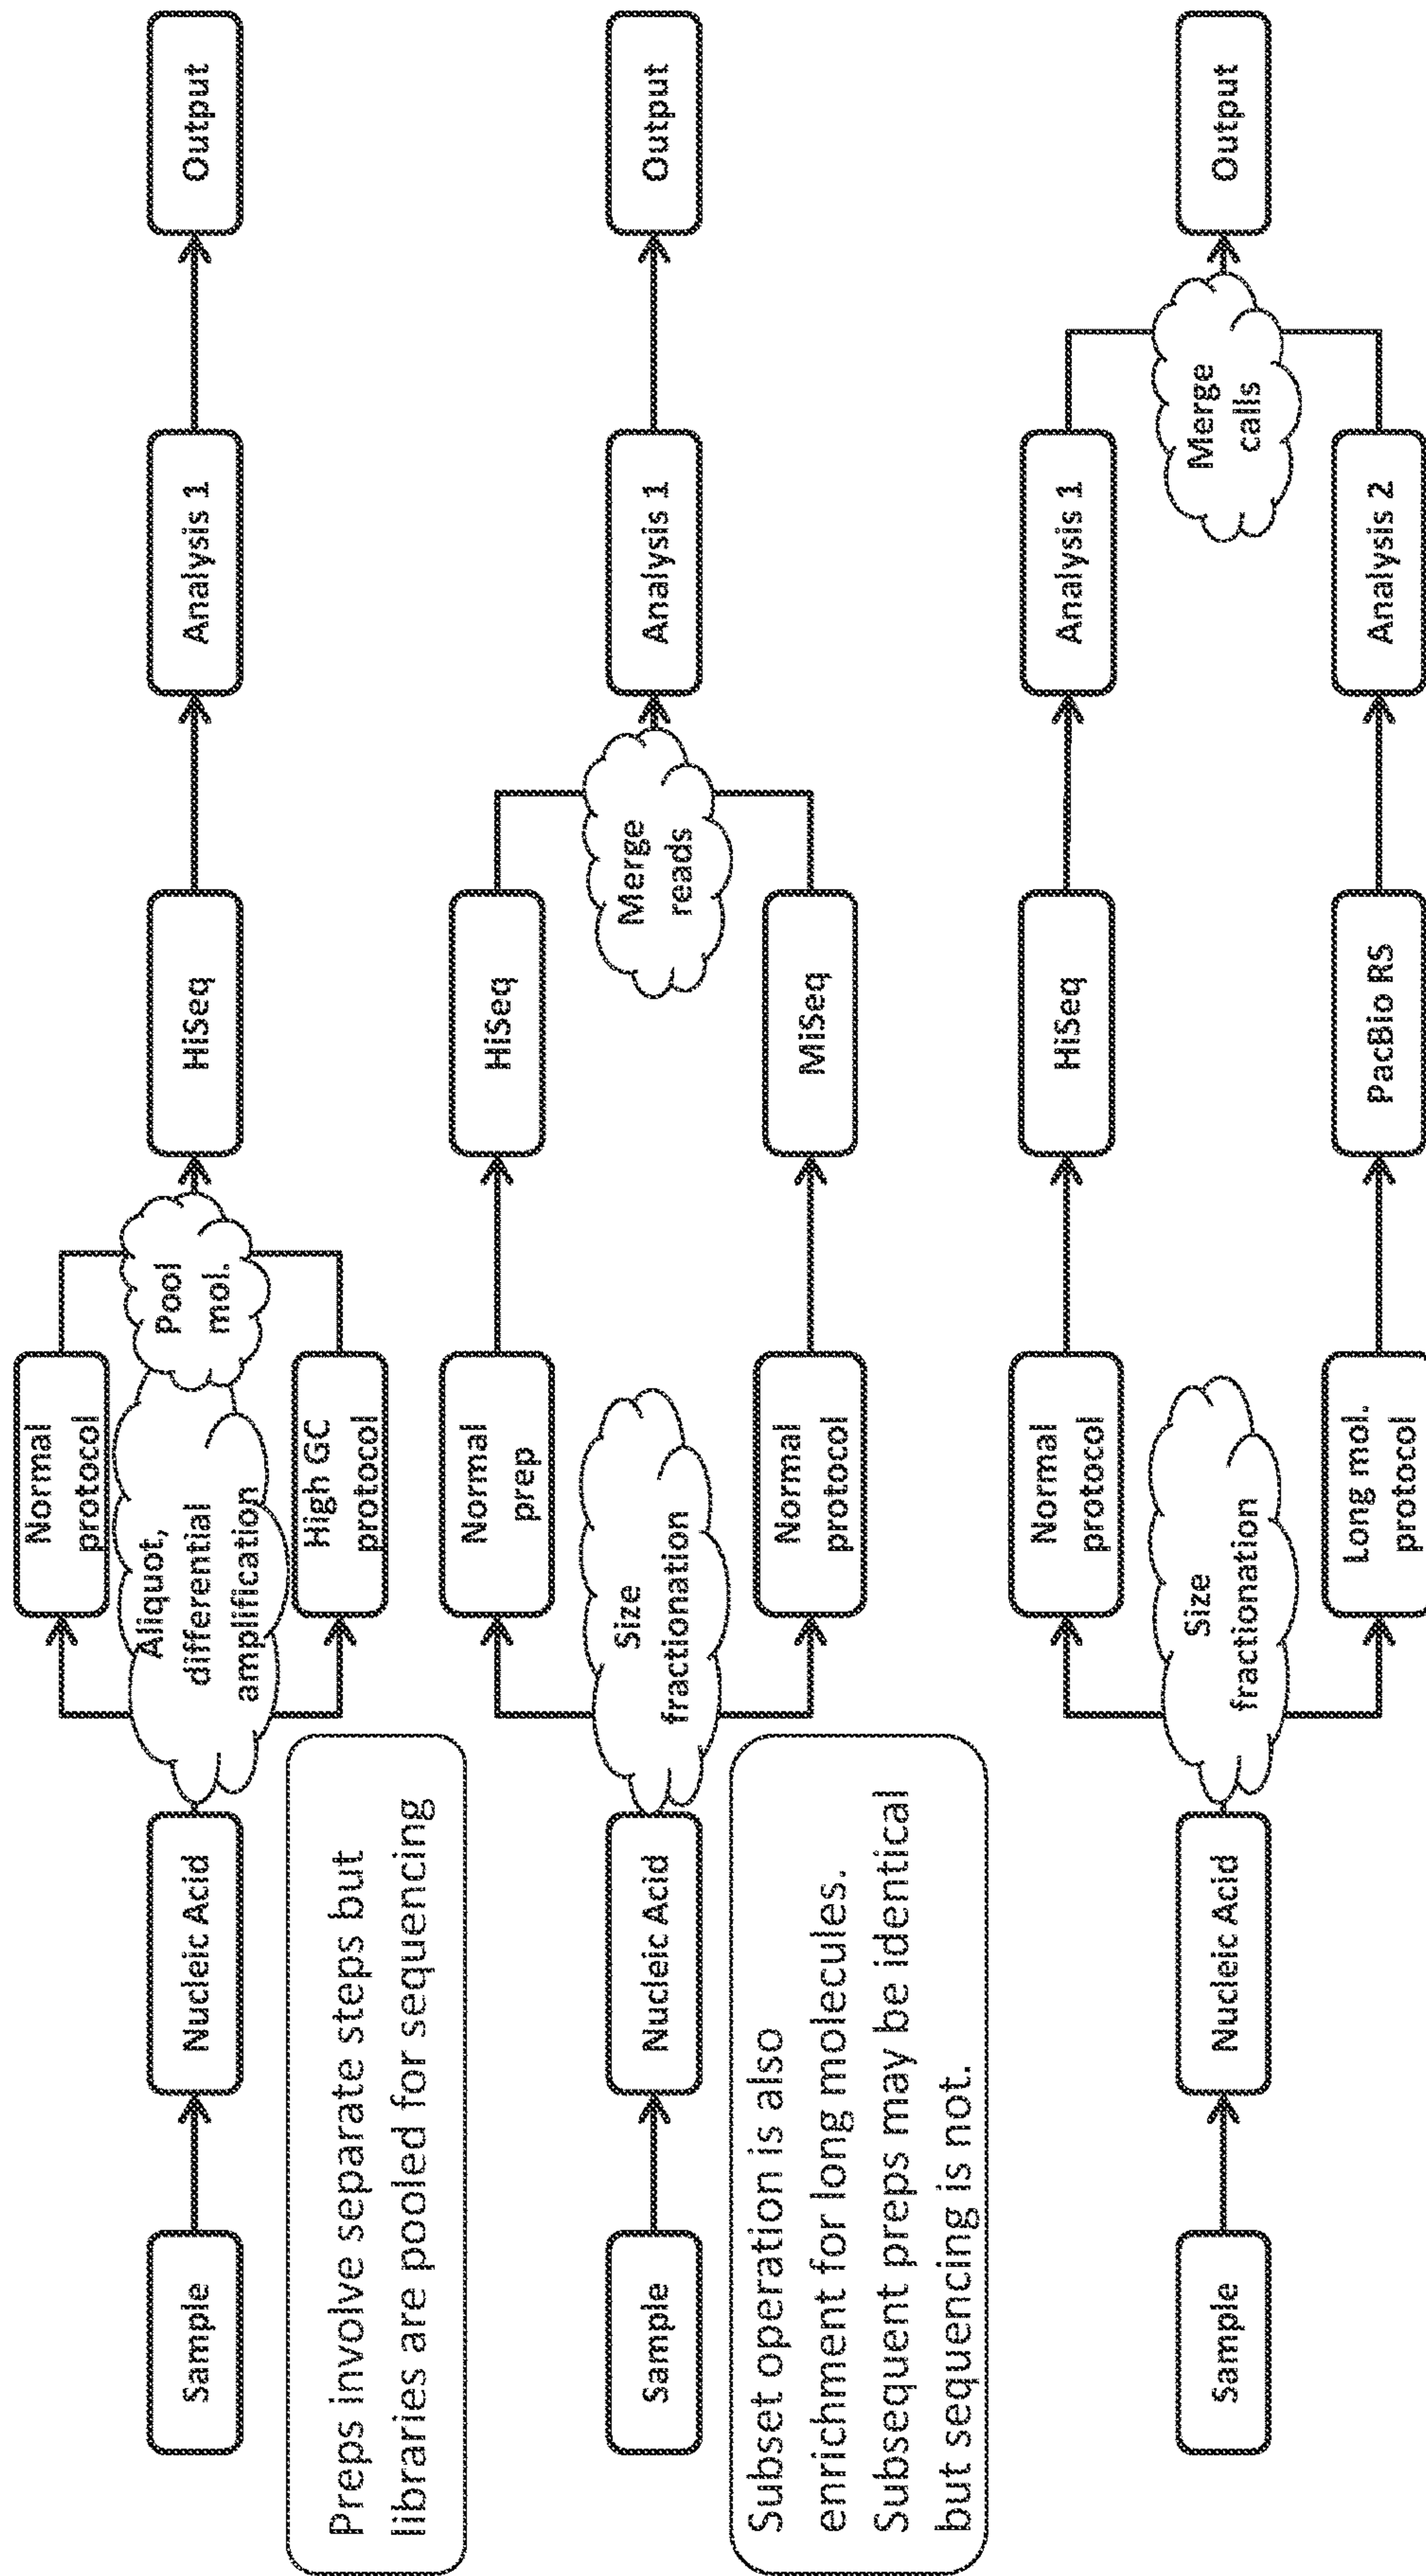 Sample
Nucleic Acid
Aliquot,
differential
amplification
Normal
protocol
High GC
protocol
Pool
mol.
HiSeq
Analysis 1
Output
Preps involve separate steps but
libraries are pooled for sequencing
Sample
Nucleic Acid
Size
fractionation
Normal
prep
Normal
protocol
HiSeq
MiSeq
Merge
reads
Analysis 1
Output
Subset operation is also
enrichment for long molecules.
Subsequent preps may be identical
but sequencing is not.
Sample
Nucleic Acid
Size
fractionation
Normal
protocol
Long mol.
protocol
HiSeq
PacBio RS
Analysis 1
Analysis 2
Merge
calls
Output